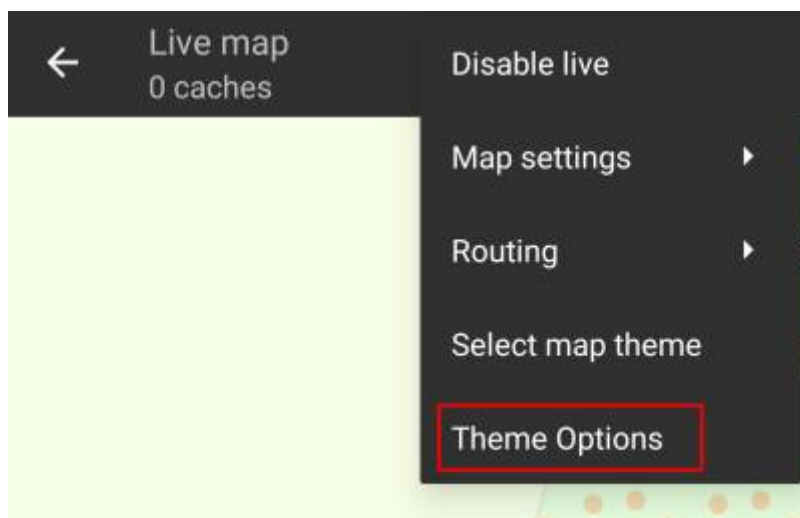 Live map
0 caches
Disable live
Map settings
Routing
Select map theme
Theme Options